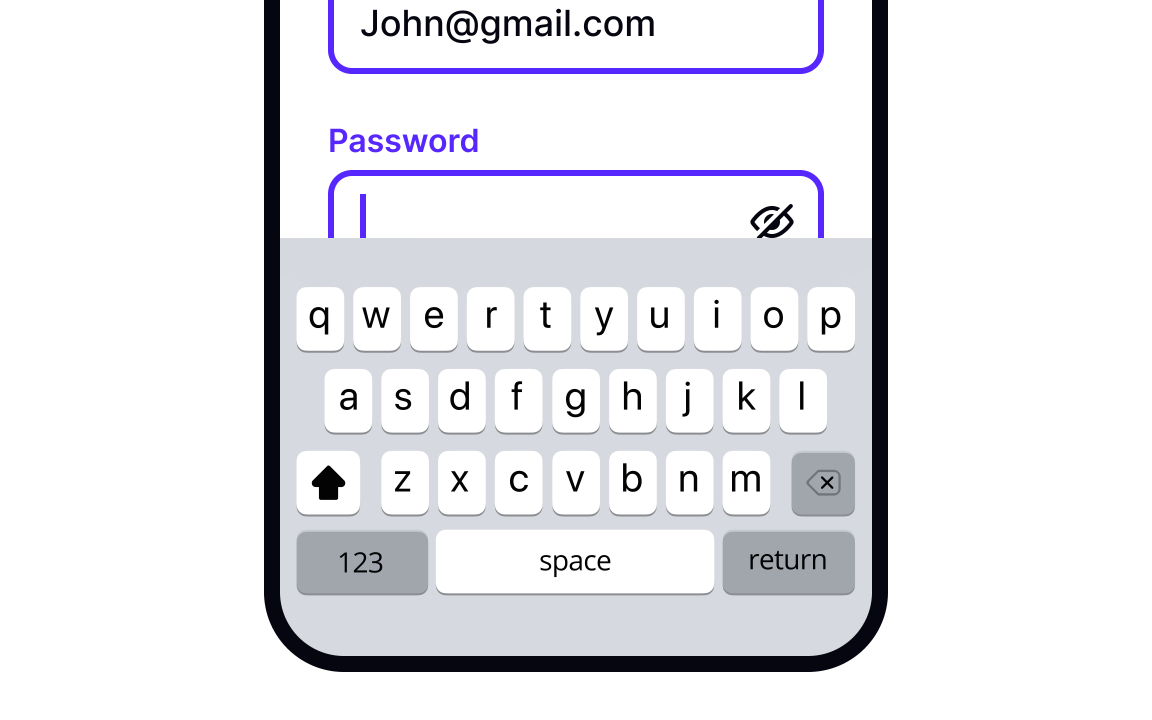 John@gmail.com
Password
q w e r t y u i o p
a s d f g h j k l
z x c v b n m
123 space return